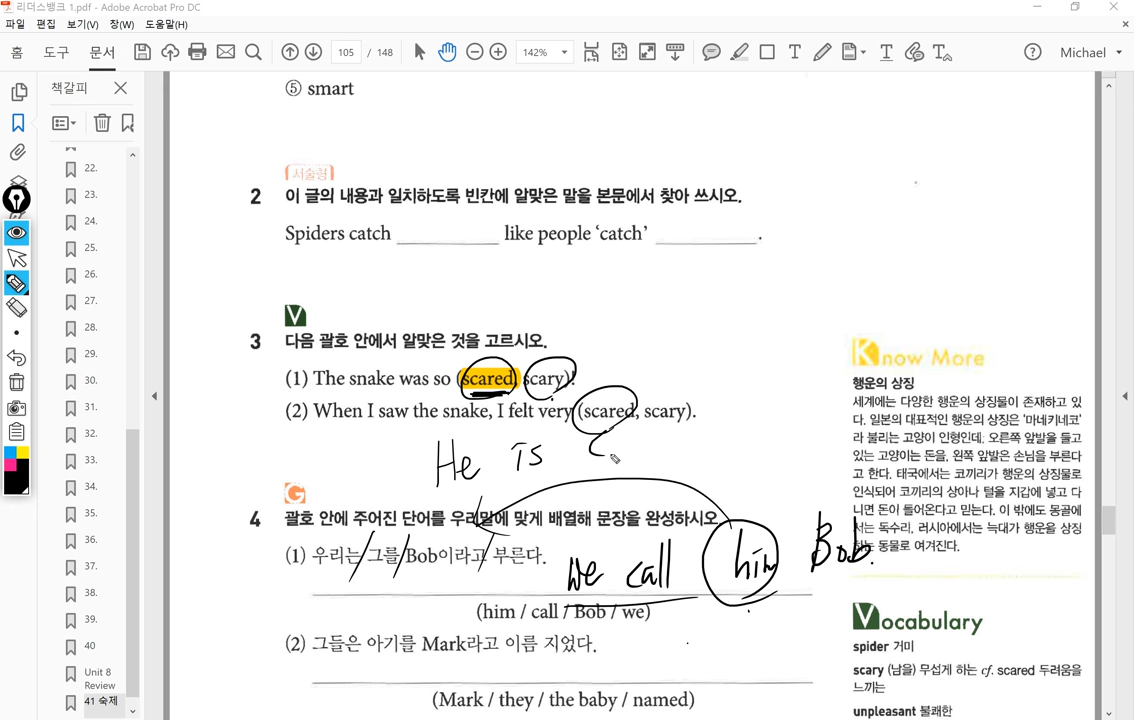 리더스뱅크 1.pdf - Adobe Acrobat Pro DC
파일 편집 보기(V) 창(W) 도움말(H)
홈 도구 문서 105 / 148 142% Michael
책갈피
22.
23.
24.
25.
26.
27.
28.
29.
30.
31.
32.
33.
34.
35.
36.
37.
38.
39.
40
Unit 8
Review
41 숙제
⑤ smart
서술형
2 이 글의 내용과 일치하도록 빈칸에 알맞은 말을 본문에서 찾아 쓰시오.
Spiders catch like people ‘catch’ .
V
3 다음 괄호 안에서 알맞은 것을 고르시오.
(1) The snake was so (scared, scary)!
(2) When I saw the snake, I felt very (scared, scary).
He is
G
4 괄호 안에 주어진 단어를 우리말에 맞게 배열해 문장을 완성하시오.
(1) 우리는 그를 Bob이라고 부른다.
We call him Bob.
(him / call / Bob / we)
(2) 그들은 아기를 Mark라고 이름 지었다.
(Mark / they / the baby / named)
Know More
행운의 상징
세계에는 다양한 행운의 상징물이 존재하고 있
다. 일본의 대표적인 행운의 상징은 ‘마네키네코’
라 불리는 고양이 인형인데, 오른쪽 앞발을 들고
있는 고양이는 돈을, 왼쪽 앞발은 손님을 부른다
고 한다. 태국에서는 코끼리가 행운의 상징물로
인식되어 코끼리의 상아나 털을 지갑에 넣고 다
니면 돈이 들어온다고 믿는다. 이 밖에도 몽골에
서는 독수리, 러시아에서는 늑대가 행운을 상징
하는 동물로 여겨진다.
Vocabulary
spider 거미
scary (남을) 무섭게 하는 cf. scared 두려움을
느끼는
unpleasant 불쾌한